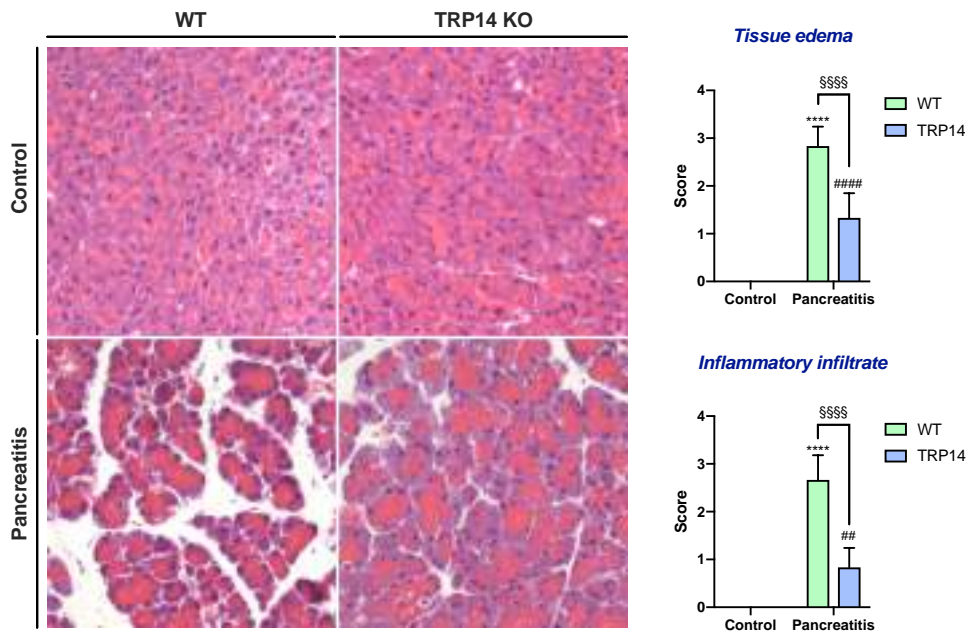 WT
TRP14 KO
Control
Pancreatitis
Tissue edema
4
3
2
1
0
Score
§§§§
****
####
Control
Pancreatitis
WT
TRP14
Inflammatory infiltrate
4
3
2
1
0
Score
§§§§
****
##
Control
Pancreatitis
WT
TRP14